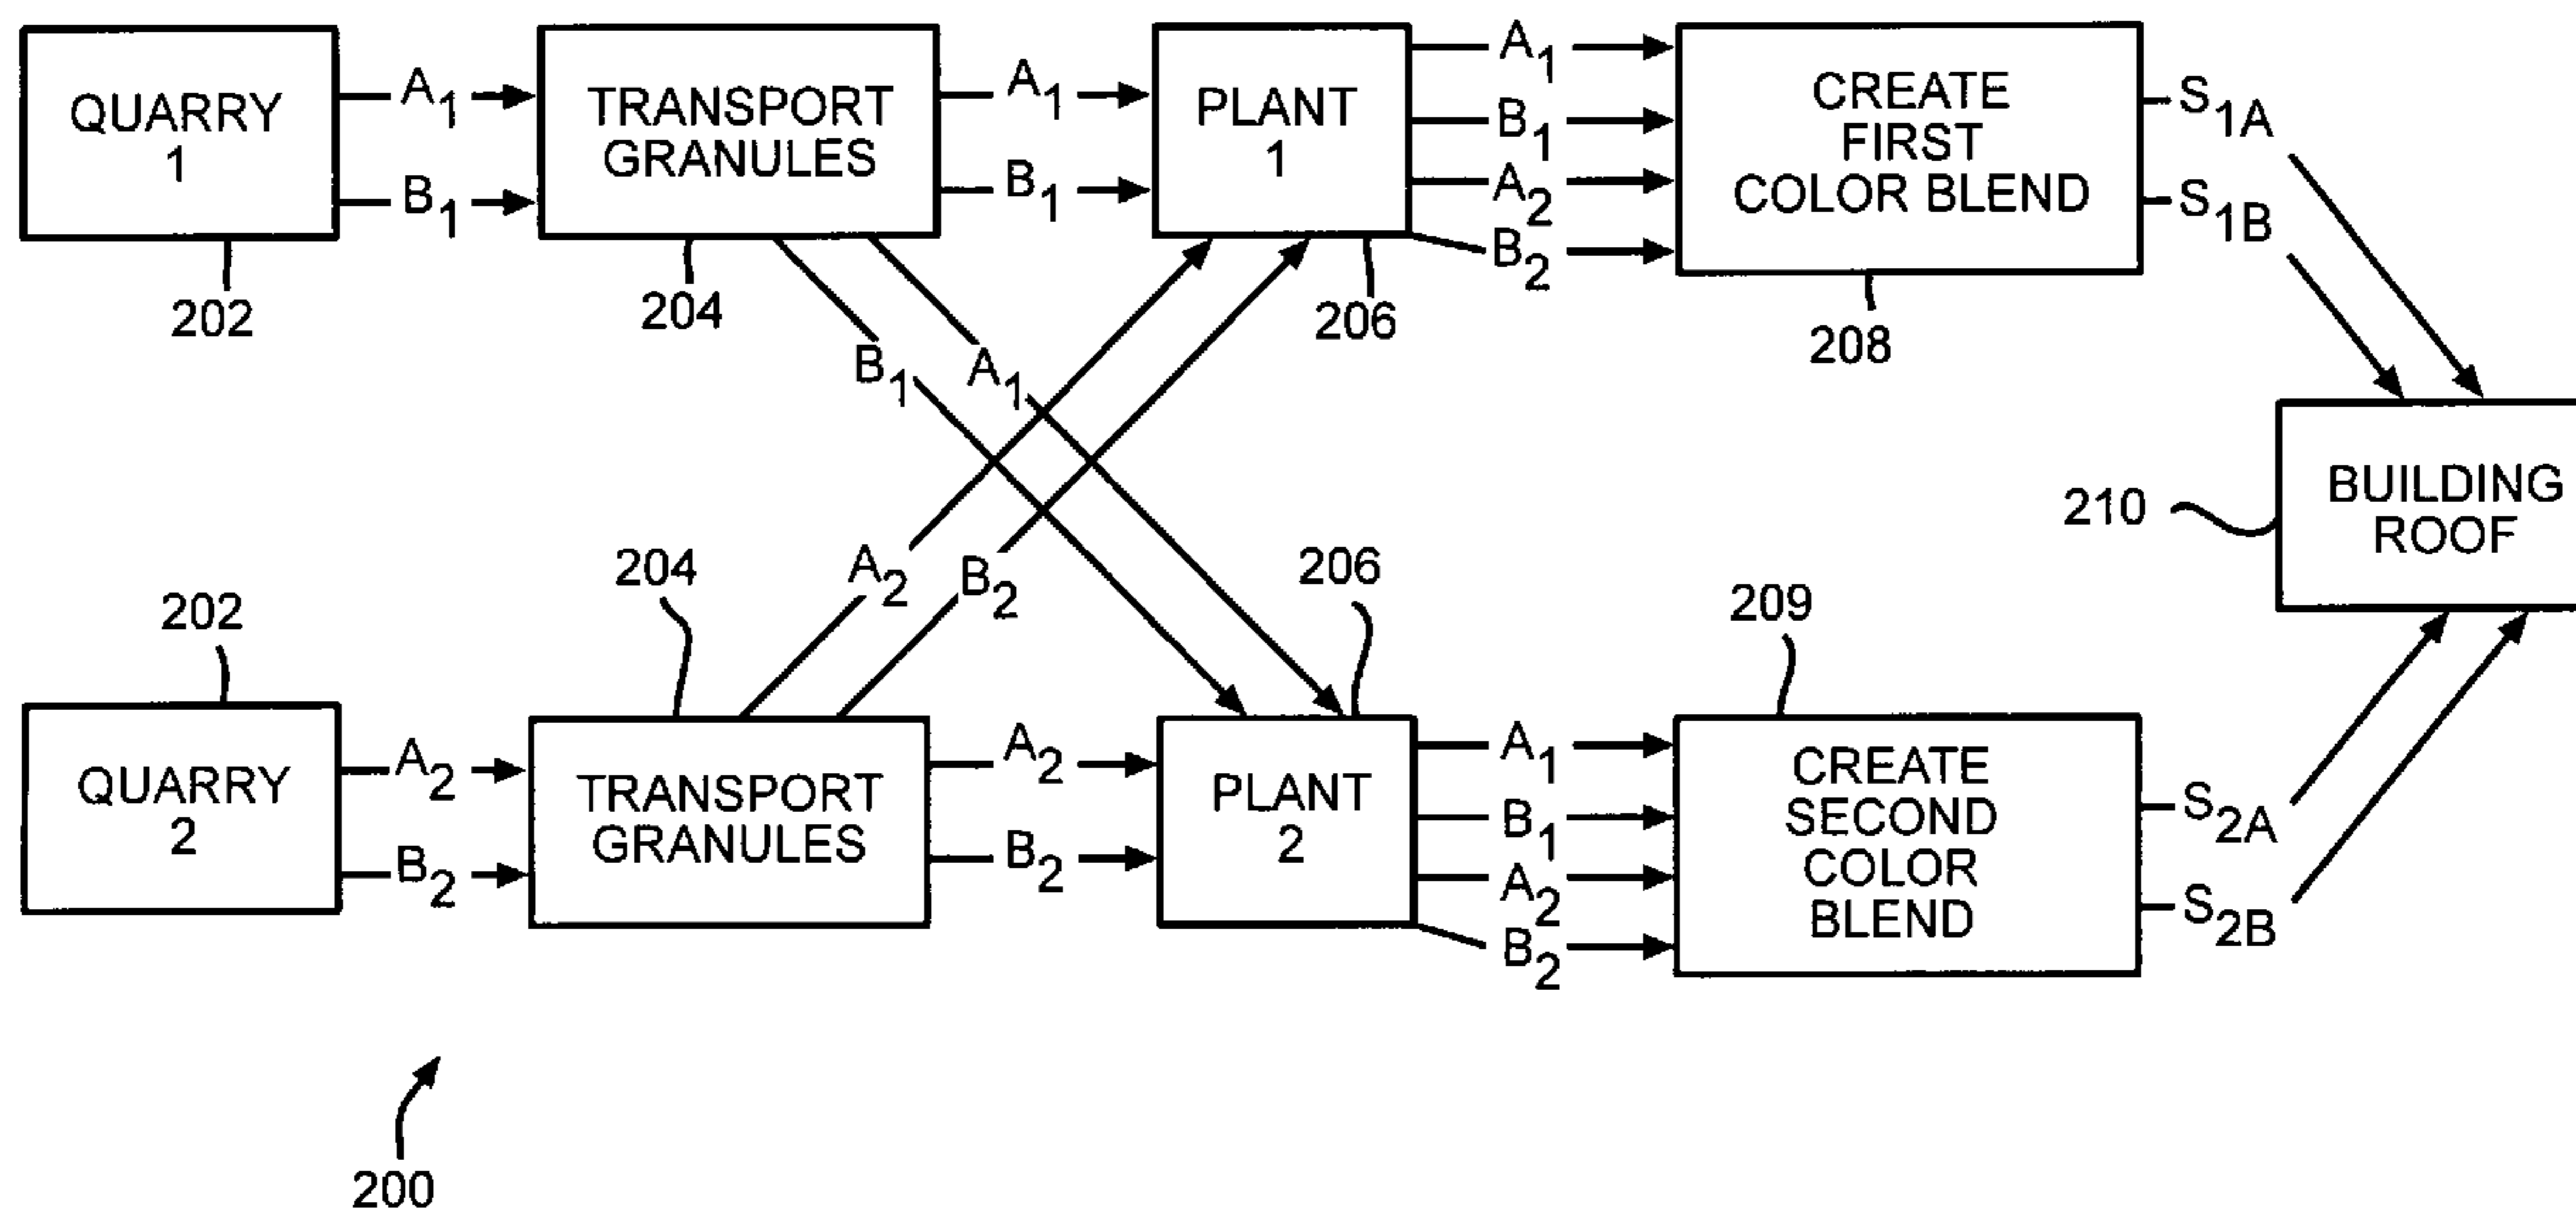 QUARRY
1
202
A1
B1
TRANSPORT
GRANULES
204
A1
B1
PLANT
1
206
A1
B1
A2
B2
CREATE
FIRST
COLOR BLEND
208
S1A
S1B
B1
A1
A2
B2
BUILDING
ROOF
210
202
QUARRY
2
A2
B2
204
TRANSPORT
GRANULES
A2
B2
206
PLANT
2
A1
B1
A2
B2
209
CREATE
SECOND
COLOR
BLEND
S2A
S2B
200